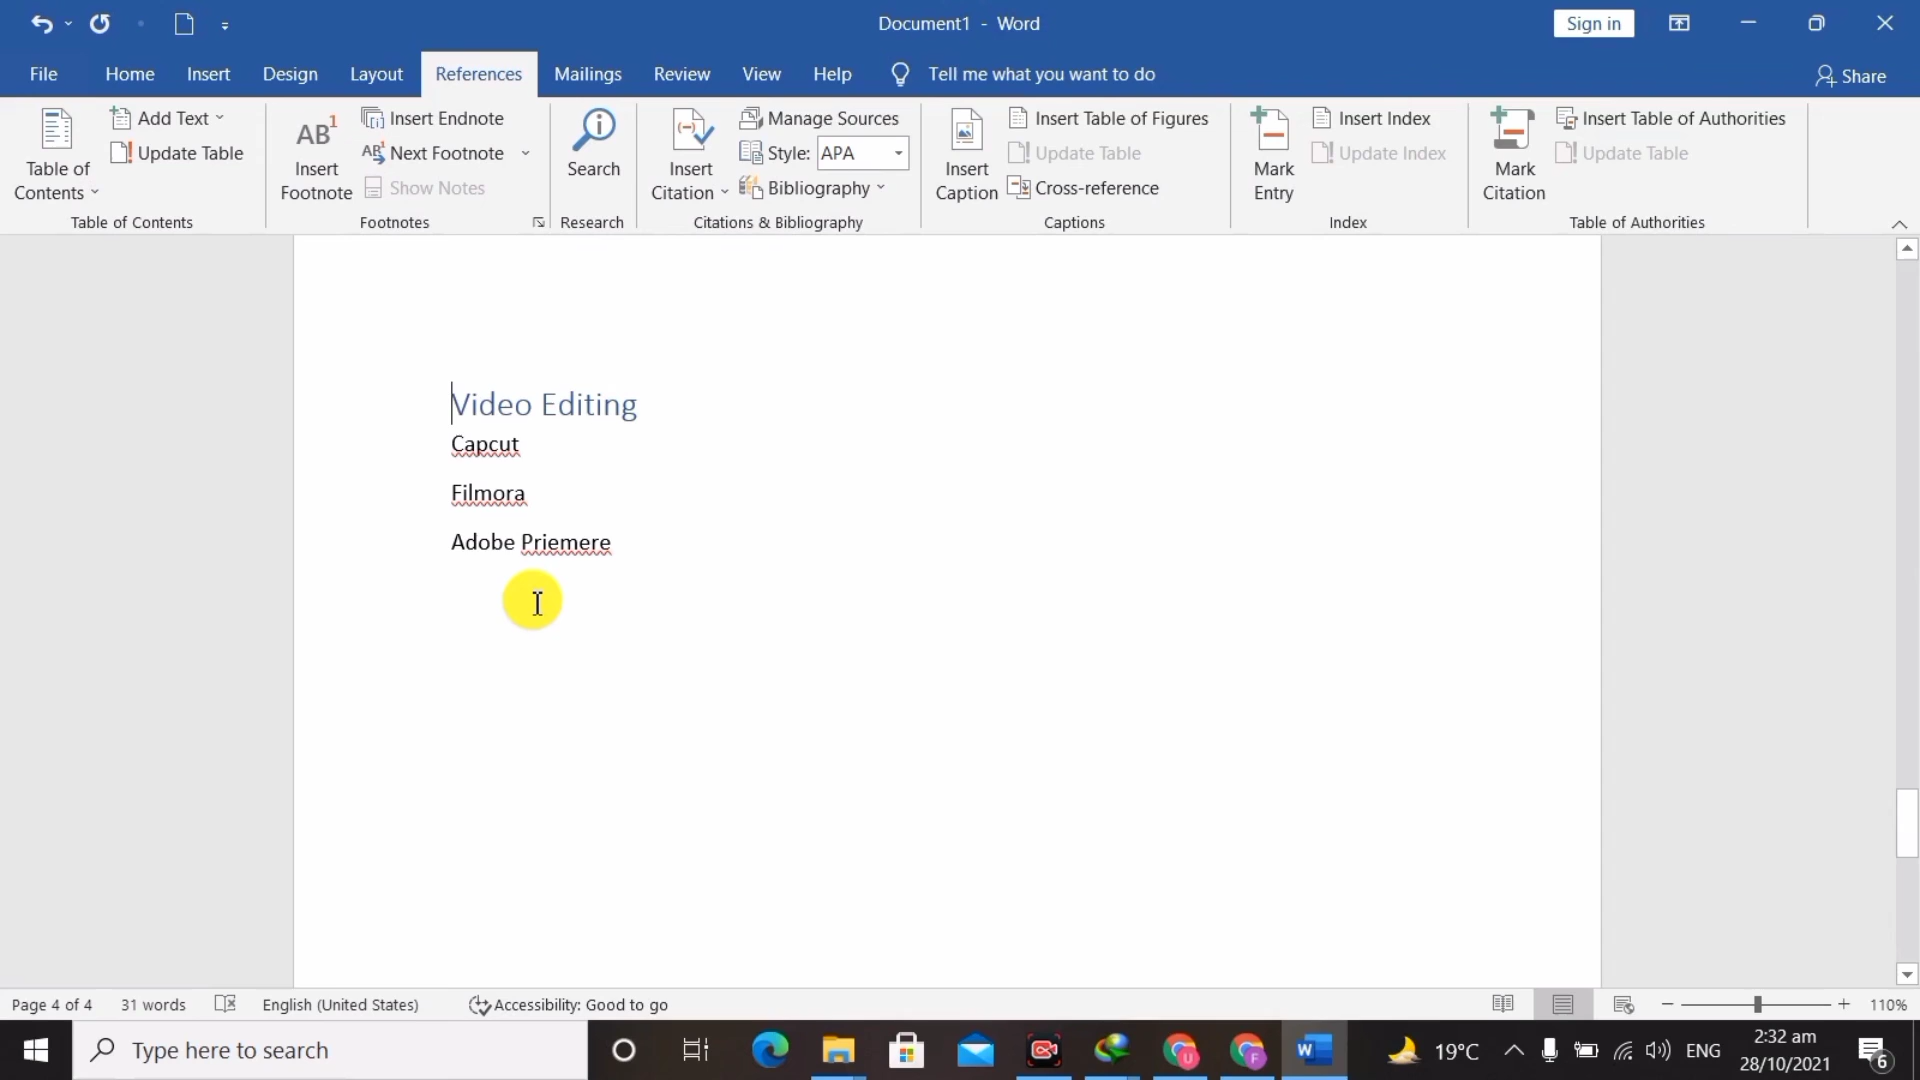 Document1 - Word
Sign in
File Home Insert Design Layout References Mailings Review View Help Tell me what you want to do Share
Table of Contents
Add Text
Update Table
Table of Contents
AB1
Insert Footnote
Insert Endnote
AB1 Next Footnote
Show Notes
Footnotes
Search
Research
Insert Citation
Manage Sources
Style: APA
Bibliography
Citations & Bibliography
Insert Caption
Insert Table of Figures
Update Table
Cross-reference
Captions
Mark Entry
Insert Index
Update Index
Index
Mark Citation
Insert Table of Authorities
Update Table
Table of Authorities
Video Editing
Capcut
Filmora
Adobe Priemere
Page 4 of 4 31 words English (United States) Accessibility: Good to go 110%
Type here to search
U
F
W
19°C
ENG
2:32 am
28/10/2021
6